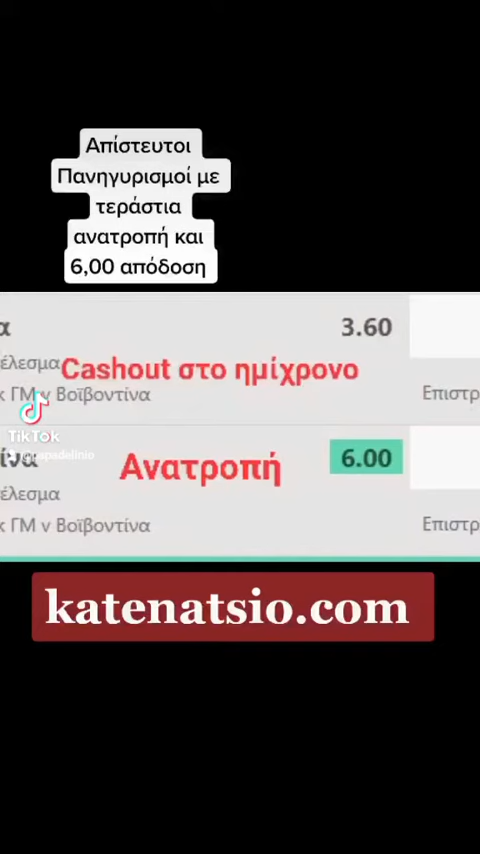 Απίστευτοι
Πανηγυρισμοί με
τεράστια
ανατροπή και
6,00 απόδοση
α 3.60
έλεσμα Cashout στο ημίχρονο
κ ΓΜ v Βοϊβοντίνα Επιστρ
TikTok
ίνα Ανατροπή 6.00
έλεσμα
κ ΓΜ v Βοϊβοντίνα Επιστρ
katenatsio.com